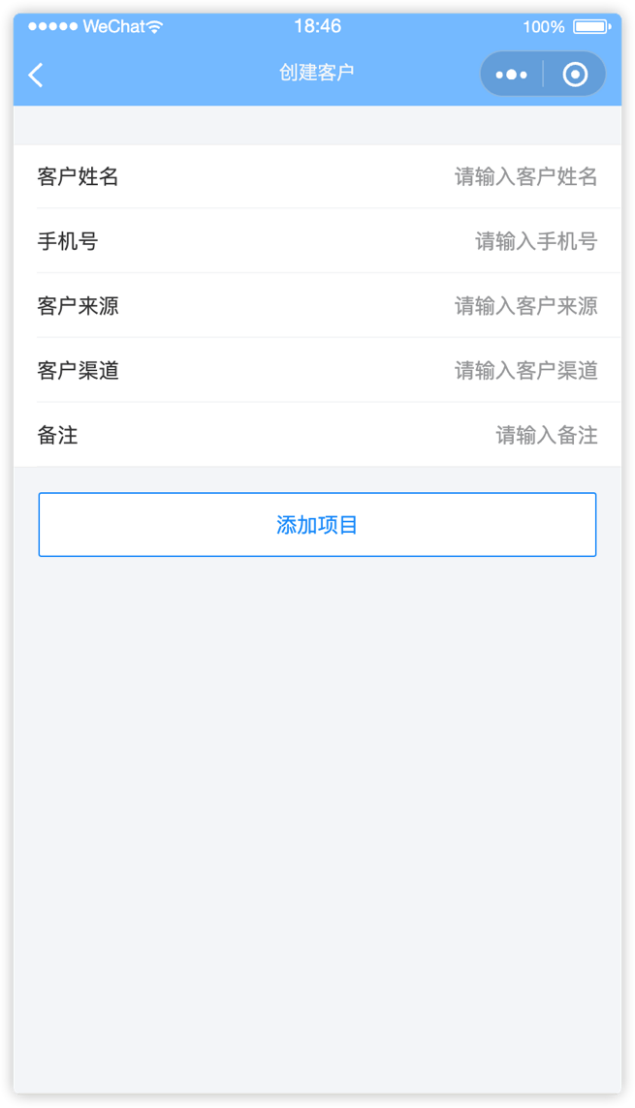 WeChat
18:46
100%
创建客户
客户姓名 请输入客户姓名
手机号 请输入手机号
客户来源 请输入客户来源
客户渠道 请输入客户渠道
备注 请输入备注
添加项目